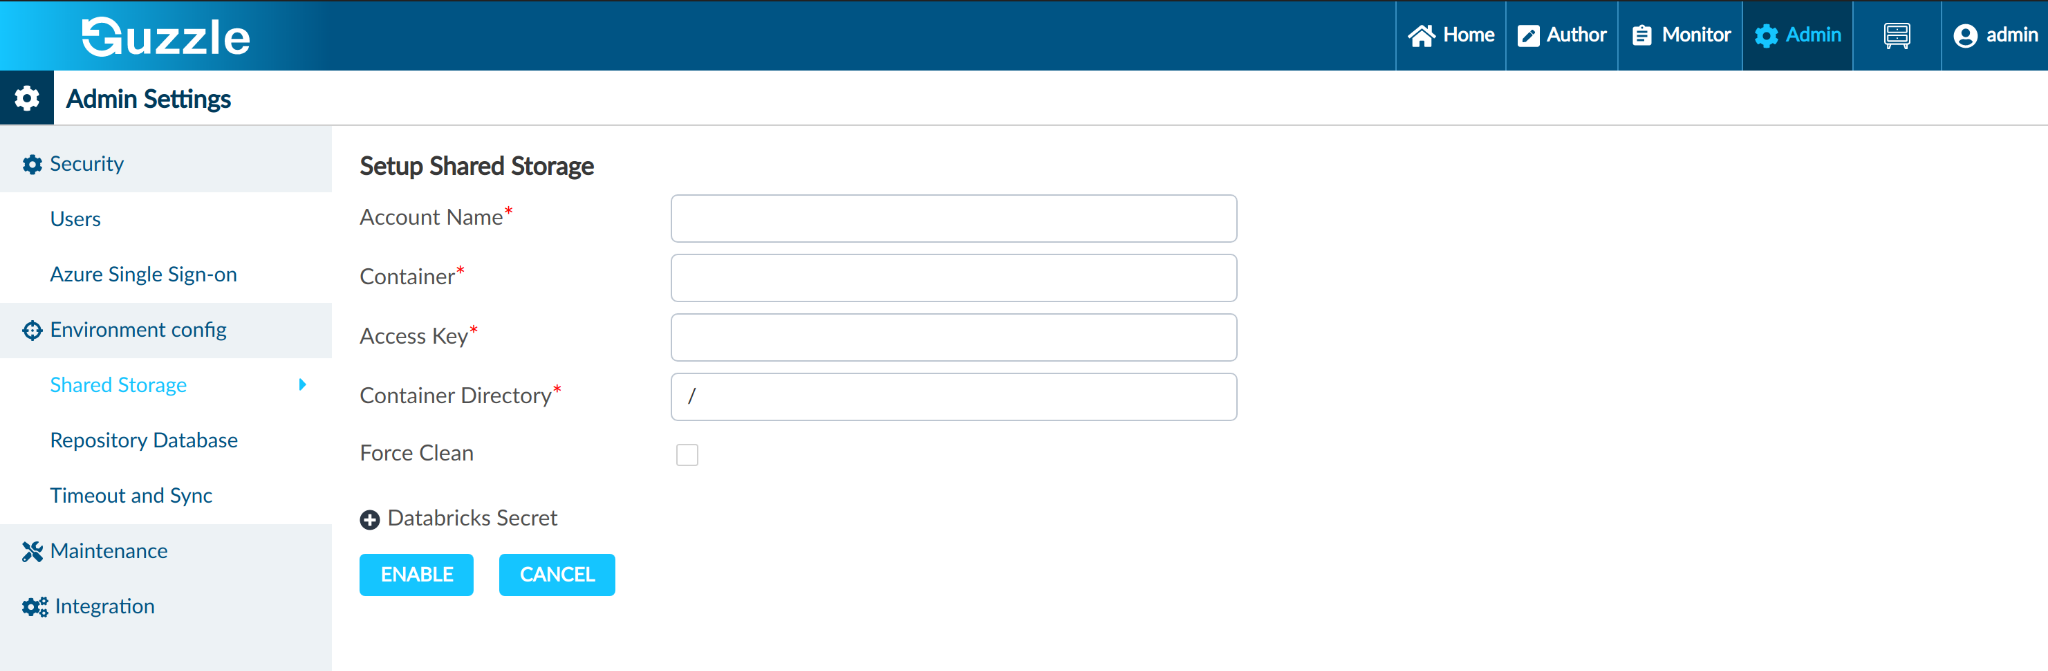 Guzzle
Home Author Monitor Admin admin
Admin Settings
Security
Users
Azure Single Sign-on
Environment config
Shared Storage
Repository Database
Timeout and Sync
Maintenance
Integration
Setup Shared Storage
Account Name*
Container*
Access Key*
Container Directory* /
Force Clean
Databricks Secret
ENABLE CANCEL